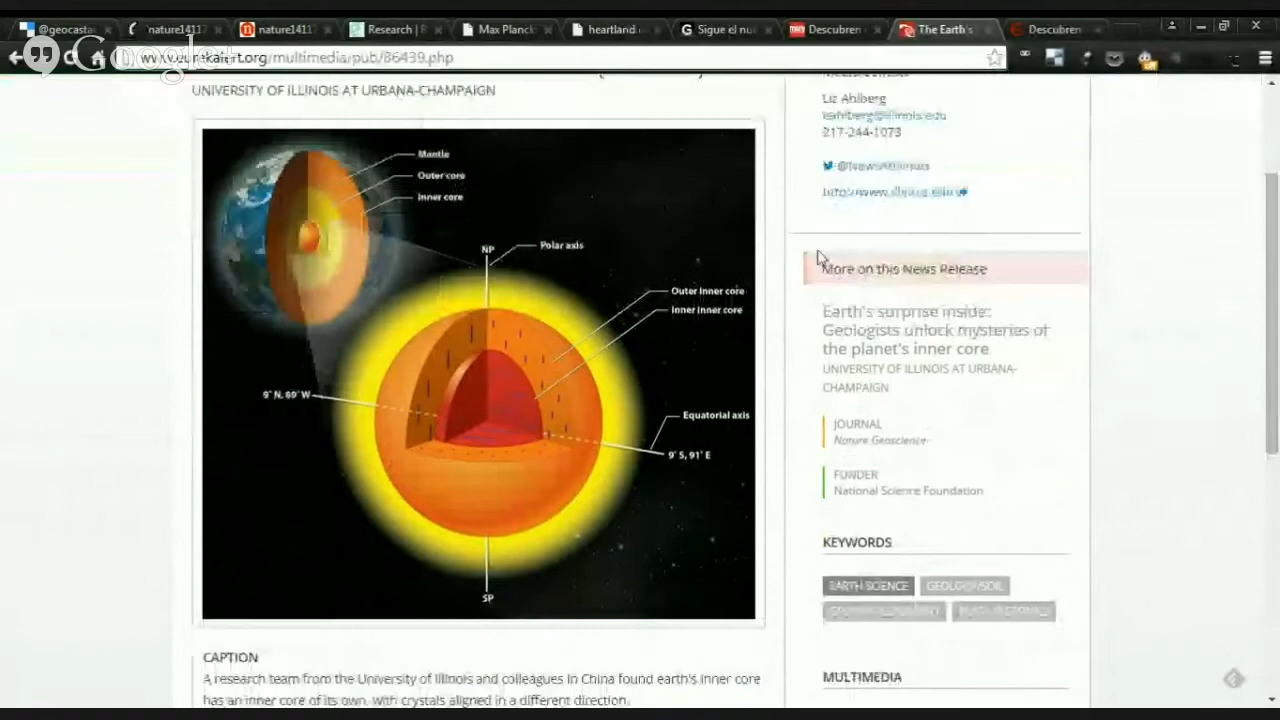 @geocasta
nature1411
nature1411
Research |
Max Planck
heartland.
Sigue el nu
Descubren
The Earth's
Descubren
Google+
www.eurekalert.org/multimedia/pub/86439.php
UNIVERSITY OF ILLINOIS AT URBANA-CHAMPAIGN
Mantle
Outer core
Inner core
NP
Polar axis
Outer inner core
Inner inner core
Equatorial axis
9° S, 91° E
SP
CAPTION
A research team from the University of Illinois and colleagues in China found earth's inner core
has an inner core of its own, with crystals aligned in a different direction.
Liz Ahlberg
217-244-1073
More on this News Release
Earth's surprise inside:
Geologists unlock mysteries of
the planet's inner core
UNIVERSITY OF ILLINOIS AT URBANA-
CHAMPAIGN
JOURNAL
Nature Geoscience
FUNDER
National Science Foundation
KEYWORDS
EARTH SCIENCE
GEOLOGY/SOIL
MULTIMEDIA